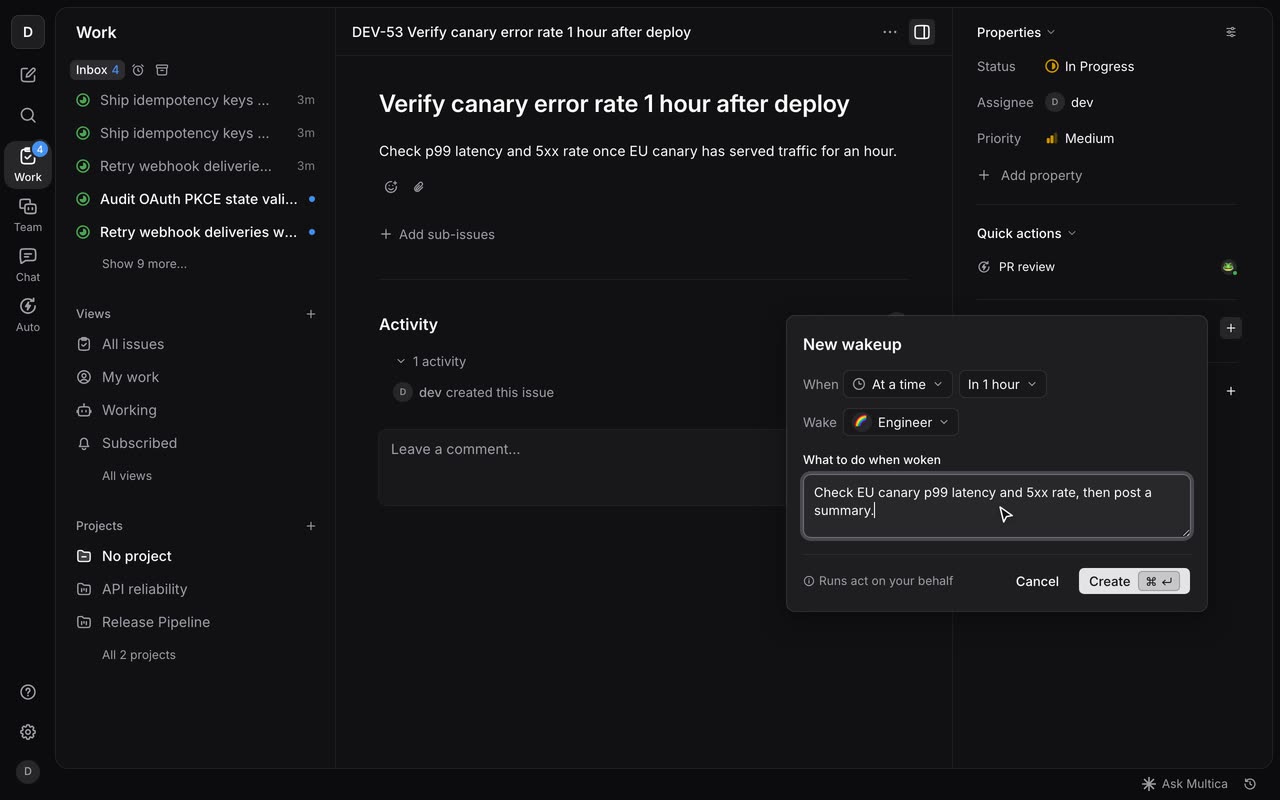 D
Work
DEV-53 Verify canary error rate 1 hour after deploy
Properties
Inbox 4
Status
In Progress
Ship idempotency keys ...
3m
Ship idempotency keys ...
3m
Retry webhook deliverie...
3m
Audit OAuth PKCE state vali...
Retry webhook deliveries w...
Show 9 more...
4
Work
Team
Chat
Auto
Views
All issues
My work
Working
Subscribed
All views
Projects
No project
API reliability
Release Pipeline
All 2 projects
D
Verify canary error rate 1 hour after deploy
Check p99 latency and 5xx rate once EU canary has served traffic for an hour.
Add sub-issues
Activity
1 activity
D
dev created this issue
Leave a comment...
Assignee
D
dev
Priority
Medium
Add property
Quick actions
PR review
New wakeup
When
At a time
In 1 hour
Wake
Engineer
What to do when woken
Check EU canary p99 latency and 5xx rate, then post a
summary.
Runs act on your behalf
Cancel
Create ⌘ ↵
Ask Multica